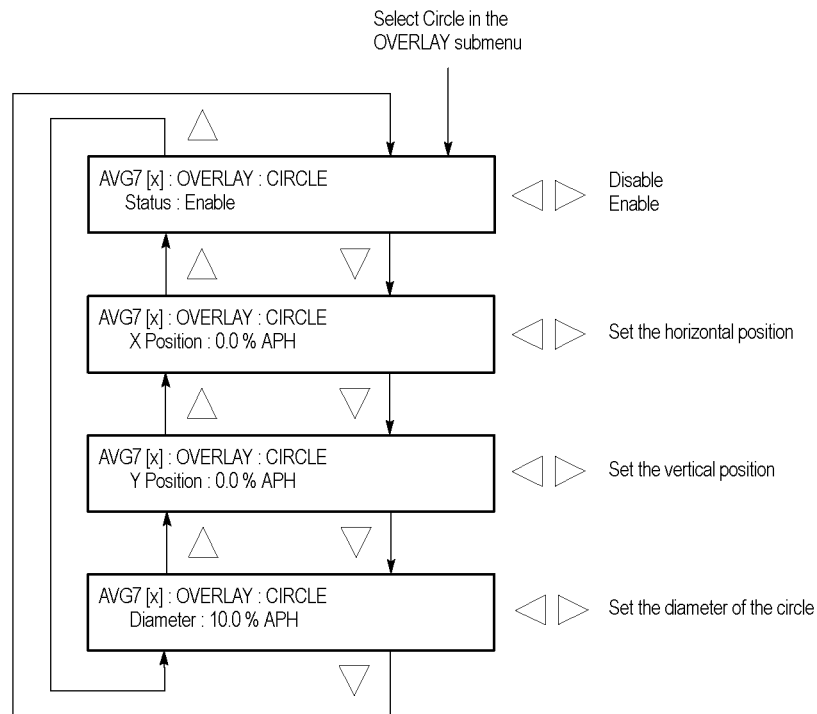 Select Circle in the
OVERLAY submenu
AVG7 [x] : OVERLAY : CIRCLE
Status : Enable
Disable
Enable
AVG7 [x] : OVERLAY : CIRCLE
X Position : 0.0 % APH
Set the horizontal position
AVG7 [x] : OVERLAY : CIRCLE
Y Position : 0.0 % APH
Set the vertical position
AVG7 [x] : OVERLAY : CIRCLE
Diameter : 10.0 % APH
Set the diameter of the circle